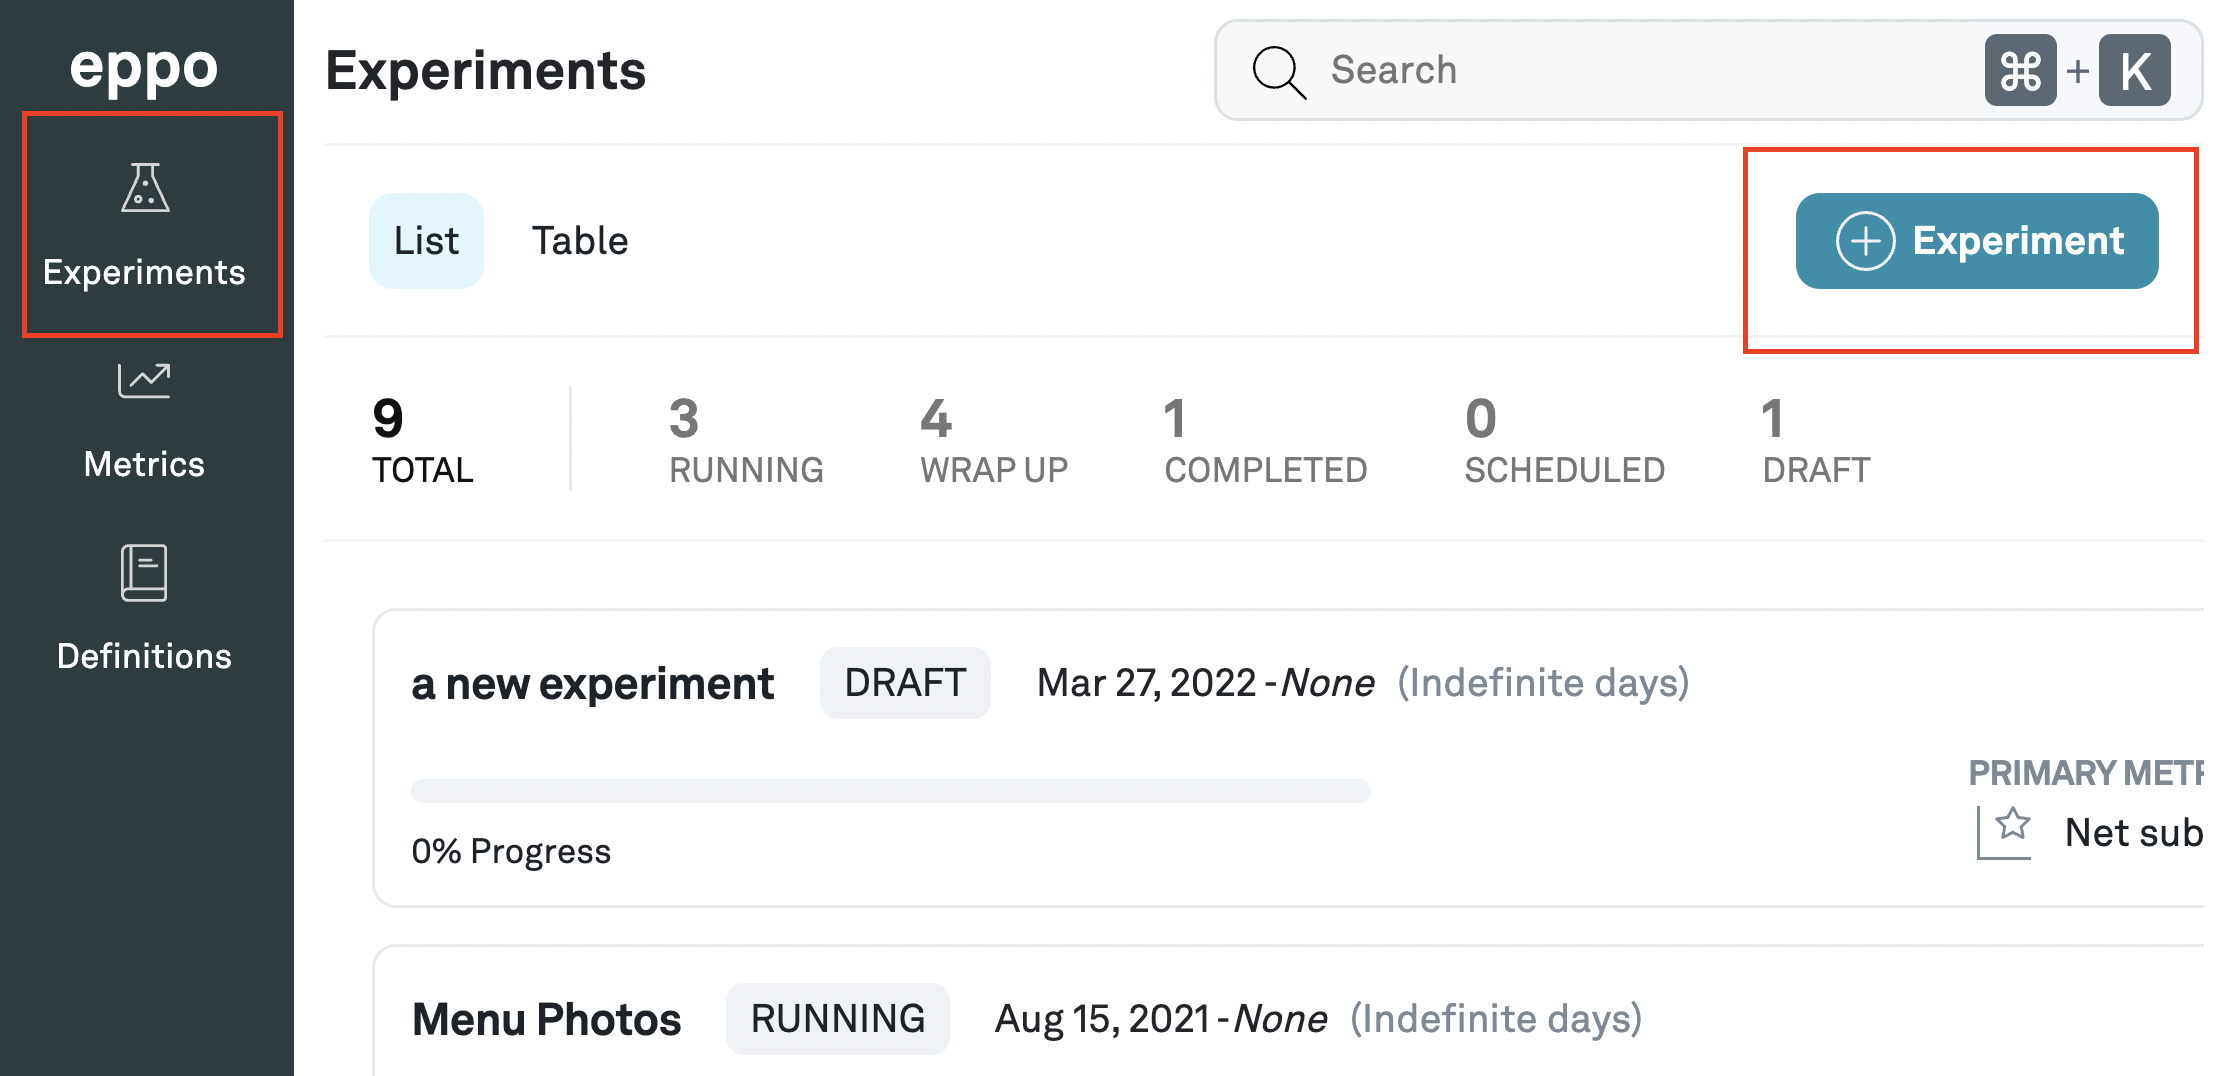 eppo
Experiments
Metrics
Definitions
Experiments
Search
⌘ + K
List Table
Experiment
9 3 4 1 0 1
TOTAL RUNNING WRAP UP COMPLETED SCHEDULED DRAFT
a new experiment DRAFT Mar 27, 2022 - None (Indefinite days)
PRIMARY METR
0% Progress
Net sub
Menu Photos RUNNING Aug 15, 2021 - None (Indefinite days)